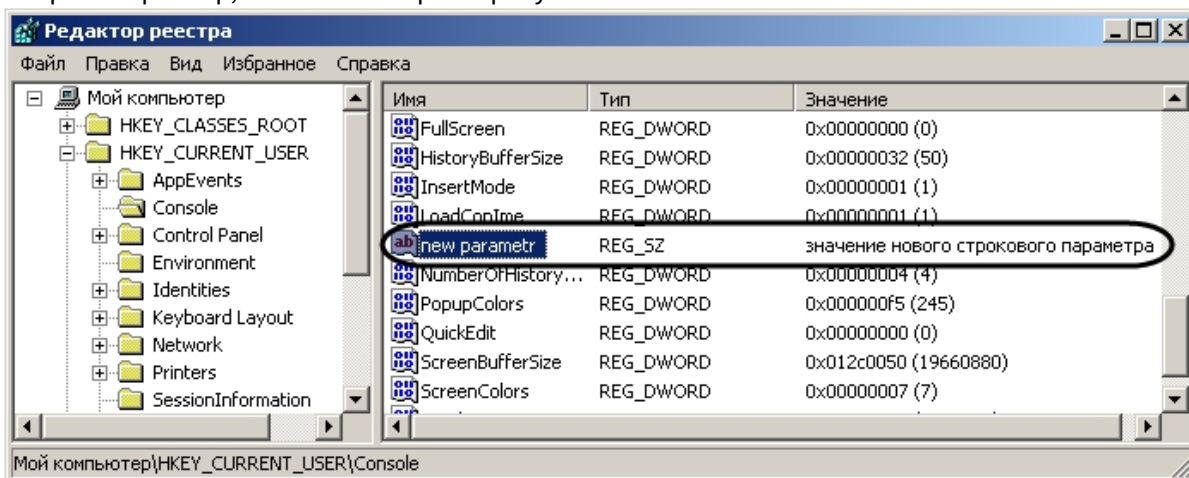 Редактор реестра
Файл Правка Вид Избранное Справка
Мой компьютер
HKEY_CLASSES_ROOT
HKEY_CURRENT_USER
AppEvents
Console
Control Panel
Environment
Identities
Keyboard Layout
Network
Printers
SessionInformation
Имя Тип Значение
FullScreen REG_DWORD 0x00000000 (0)
HistoryBufferSize REG_DWORD 0x00000032 (50)
InsertMode REG_DWORD 0x00000001 (1)
LoadConIme REG_DWORD 0x00000001 (1)
new parametr REG_SZ значение нового строкового параметра
NumberOfHistory... REG_DWORD 0x00000004 (4)
PopupColors REG_DWORD 0x000000f5 (245)
QuickEdit REG_DWORD 0x00000000 (0)
ScreenBufferSize REG_DWORD 0x012c0050 (19660880)
ScreenColors REG_DWORD 0x00000007 (7)
Мой компьютер\HKEY_CURRENT_USER\Console